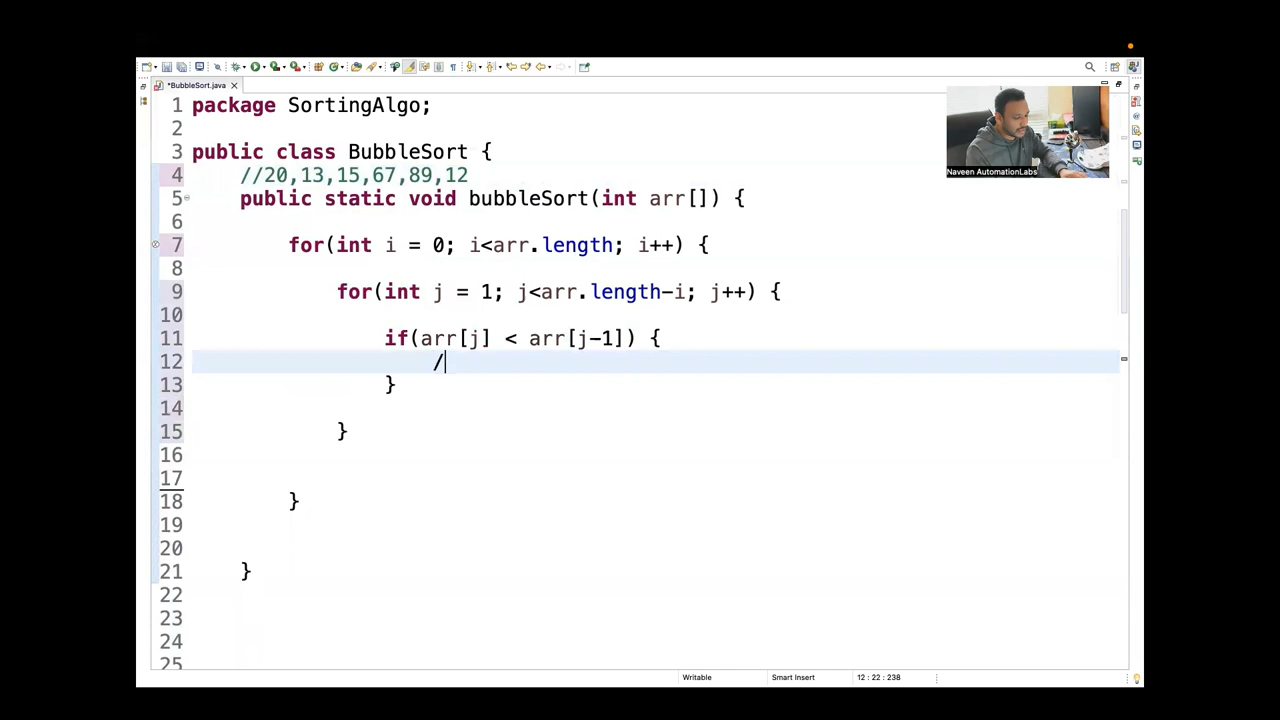 *BubbleSort.java
1 package SortingAlgo;
2
3 public class BubbleSort {
4 //20,13,15,67,89,12
5 public static void bubbleSort(int arr[]) {
6
7 for(int i = 0; i<arr.length; i++) {
8
9 for(int j = 1; j<arr.length-i; j++) {
10
11 if(arr[j] < arr[j-1]) {
12 /
13 }
14
15 }
16
17
18 }
19
20
21 }
22
23
24
25
Naveen AutomationLabs
Writable Smart Insert 12 : 22 : 238